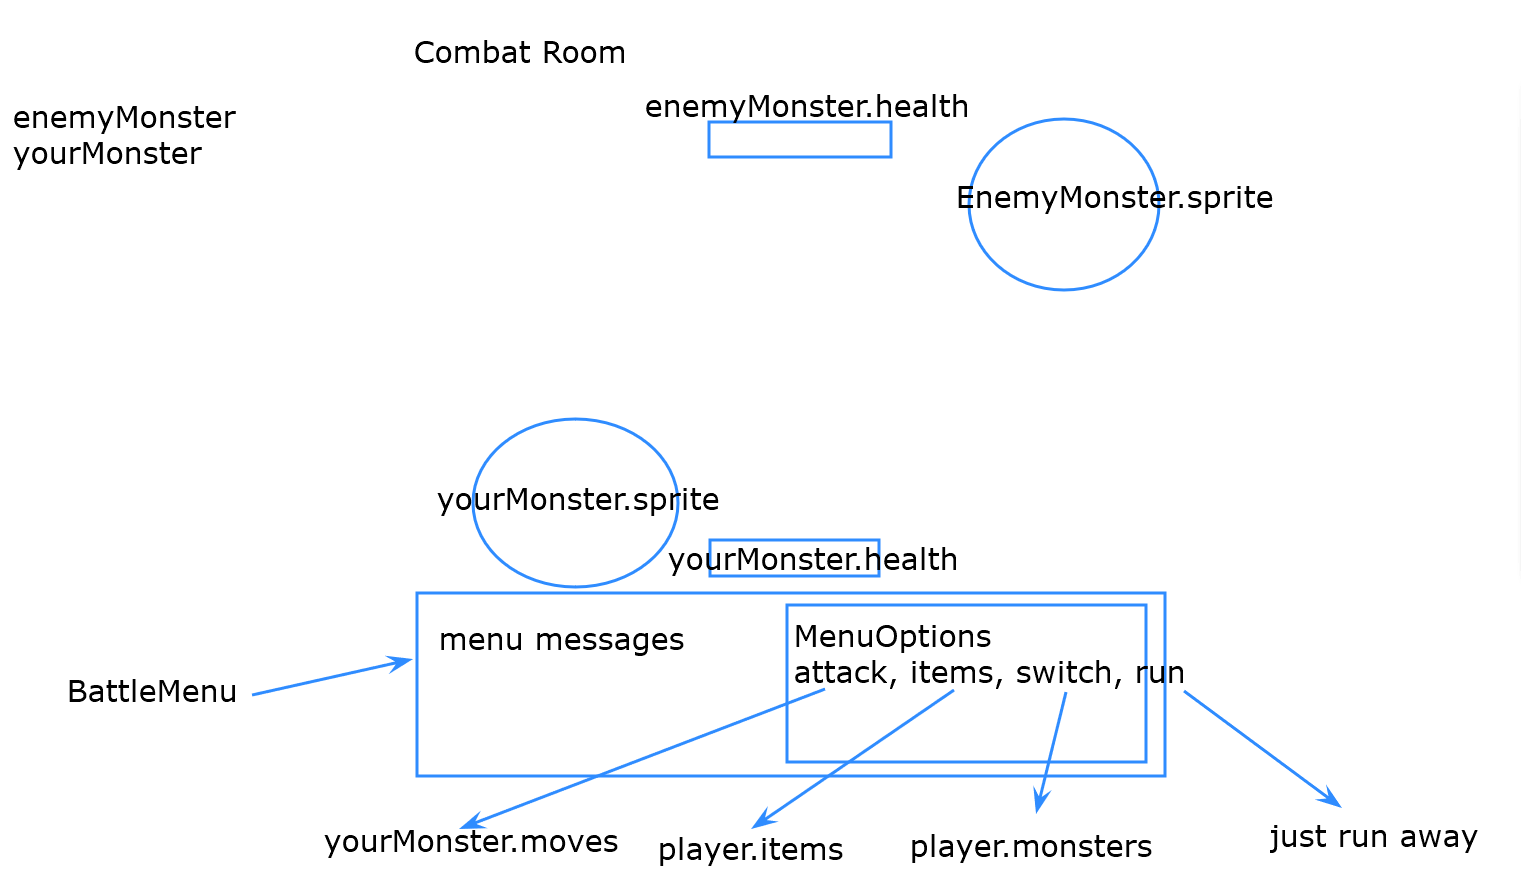 Combat Room
enemyMonster
yourMonster
enemyMonster.health
EnemyMonster.sprite
yourMonster.sprite
yourMonster.health
menu messages
MenuOptions
attack, items, switch, run
BattleMenu
yourMonster.moves
player.items
player.monsters
just run away